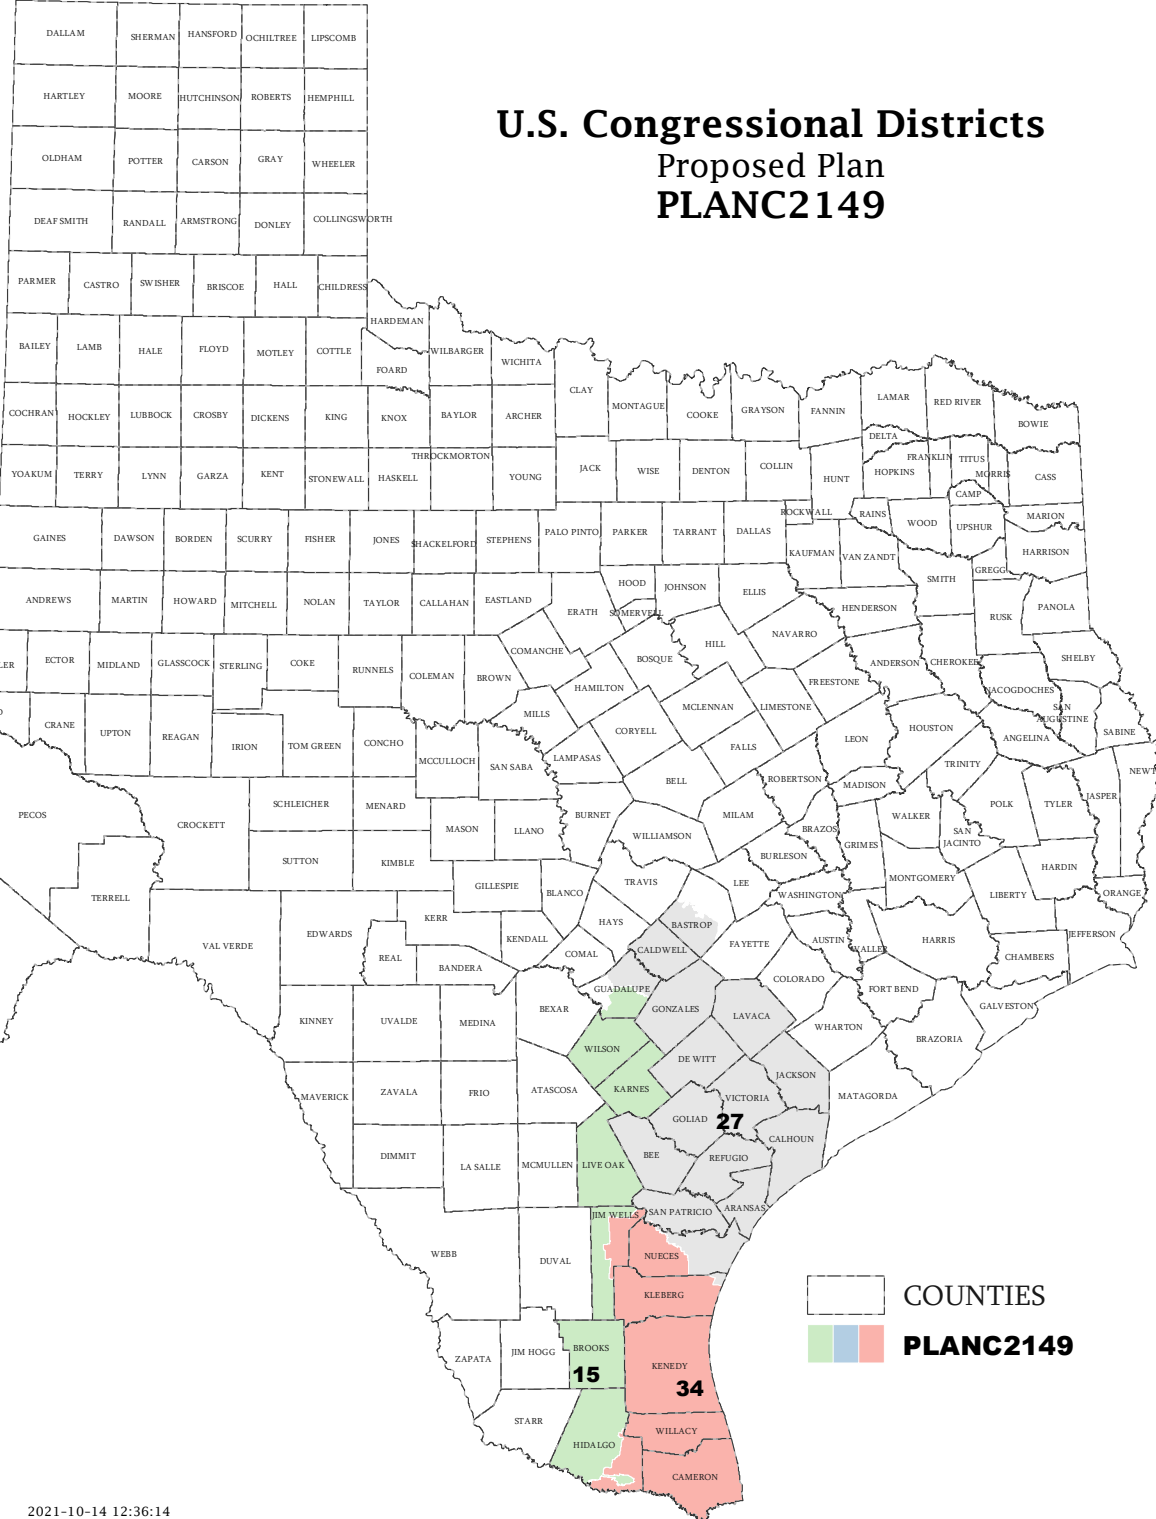 U.S. Congressional Districts
Proposed Plan
PLANC2149
DALLAM
SHERMAN
HANSFORD
OCHILTREE
LIPSCOMB
HARTLEY
MOORE
HUTCHINSON
ROBERTS
HEMPHILL
OLDHAM
POTTER
CARSON
GRAY
WHEELER
DEAF SMITH
RANDALL
ARMSTRONG
DONLEY
COLLINGSWORTH
PARMER
CASTRO
SWISHER
BRISCOE
HALL
CHILDRESS
HARDEMAN
BAILEY
LAMB
HALE
FLOYD
MOTLEY
COTTLE
FOARD
WILBARGER
WICHITA
CLAY
MONTAGUE
COOKE
GRAYSON
FANNIN
LAMAR
RED RIVER
BOWIE
COCHRAN
HOCKLEY
LUBBOCK
CROSBY
DICKENS
KING
KNOX
BAYLOR
ARCHER
DELTA
YOAKUM
TERRY
LYNN
GARZA
KENT
STONEWALL
HASKELL
THROCKMORTON
YOUNG
JACK
WISE
DENTON
COLLIN
HUNT
HOPKINS
FRANKLIN
TITUS
MORRIS
CASS
CAMP
GAINES
DAWSON
BORDEN
SCURRY
FISHER
JONES
SHACKELFORD
STEPHENS
PALO PINTO
PARKER
TARRANT
DALLAS
ROCKWALL
RAINS
WOOD
UPSHUR
MARION
KAUFMAN
VAN ZANDT
HARRISON
GREGG
SMITH
ANDREWS
MARTIN
HOWARD
MITCHELL
NOLAN
TAYLOR
CALLAHAN
EASTLAND
ERATH
HOOD
SOMERVELL
JOHNSON
ELLIS
HENDERSON
RUSK
PANOLA
LER
ECTOR
MIDLAND
GLASSCOCK
STERLING
COKE
RUNNELS
COLEMAN
BROWN
COMANCHE
BOSQUE
HILL
NAVARRO
ANDERSON
CHEROKEE
SHELBY
HAMILTON
FREESTONE
NACOGDOCHES
SAN
AUGUSTINE
CRANE
UPTON
REAGAN
IRION
TOM GREEN
CONCHO
MILLS
MCLENNAN
LIMESTONE
CORYELL
FALLS
LEON
HOUSTON
ANGELINA
SABINE
MCCULLOCH
SAN SABA
LAMPASAS
BELL
ROBERTSON
MADISON
TRINITY
NEWT
PECOS
CROCKETT
SCHLEICHER
MENARD
MASON
LLANO
BURNET
WILLIAMSON
MILAM
BRAZOS
GRIMES
WALKER
SAN
JACINTO
POLK
TYLER
JASPER
SUTTON
KIMBLE
BURLESON
TERRELL
GILLESPIE
BLANCO
TRAVIS
LEE
WASHINGTON
MONTGOMERY
LIBERTY
HARDIN
ORANGE
VAL VERDE
EDWARDS
KERR
REAL
KENDALL
BANDERA
COMAL
HAYS
CALDWELL
BASTROP
FAYETTE
AUSTIN
WALLER
HARRIS
CHAMBERS
JEFFERSON
GUADALUPE
COLORADO
FORT BEND
GALVESTON
KINNEY
UVALDE
MEDINA
BEXAR
GONZALES
LAVACA
WHARTON
BRAZORIA
WILSON
DE WITT
JACKSON
MAVERICK
ZAVALA
FRIO
ATASCOSA
KARNES
VICTORIA
MATAGORDA
GOLIAD
27
CALHOUN
DIMMIT
LA SALLE
MCMULLEN
LIVE OAK
BEE
REFUGIO
ARANSAS
SAN PATRICIO
JIM WELLS
WEBB
DUVAL
NUECES
KLEBERG
COUNTIES
PLANC2149
ZAPATA
JIM HOGG
BROOKS
15
KENEDY
34
STARR
HIDALGO
WILLACY
CAMERON
2021-10-14 12:36:14